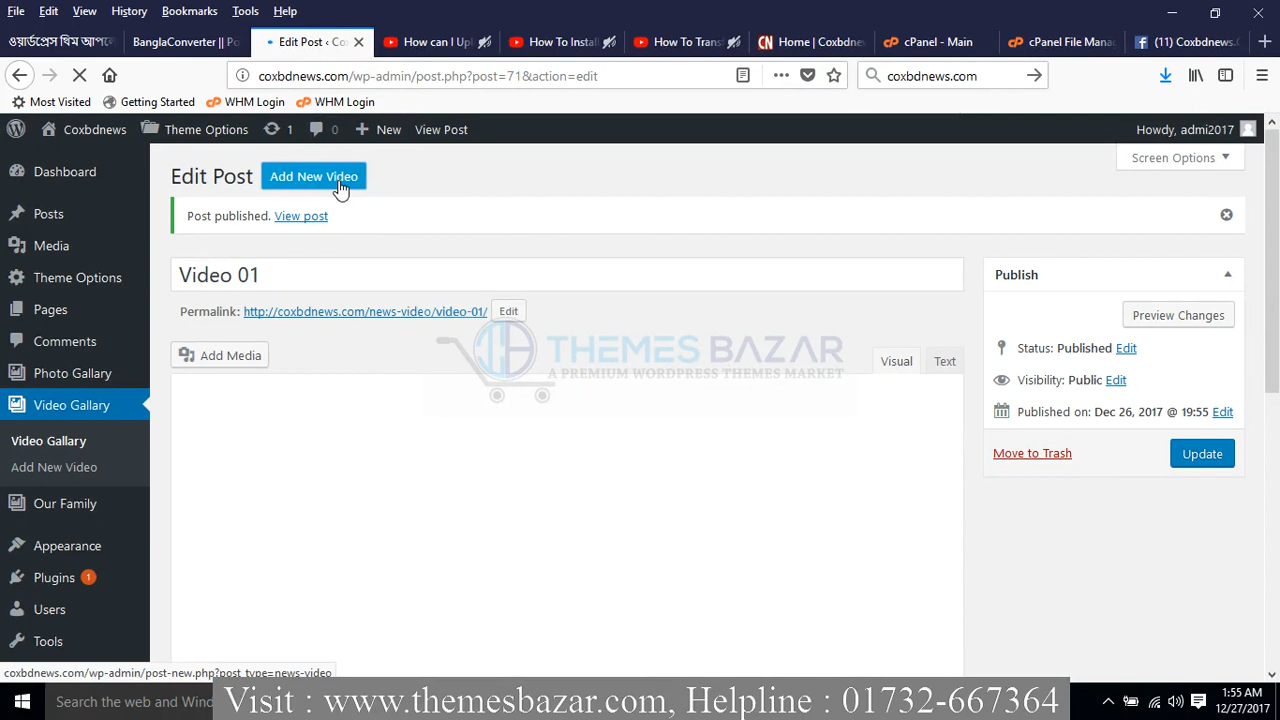 File Edit View History Bookmarks Tools Help
ওয়ার্ডপ্রেস থিম আপলে
BanglaConverter || Po
Edit Post ‹ Co
How can I Upl
How To Install
How To Trans
Home | Coxbdnew
cPanel - Main
cPanel File Mana
(11) Coxbdnews.C
coxbdnews.com/wp-admin/post.php?post=71&action=edit
coxbdnews.com
Most Visited Getting Started WHM Login WHM Login
Coxbdnews Theme Options 1 0 New View Post Howdy, admi2017
Screen Options
Dashboard
Posts
Media
Theme Options
Pages
Comments
Photo Gallary
Video Gallary
Video Gallary
Add New Video
Our Family
Appearance
Plugins 1
Users
Tools
Edit Post Add New Video
Post published. View post
Video 01
Permalink: http://coxbdnews.com/news-video/video-01/ Edit
Add Media
Visual Text
THEMES BAZAR
A PREMIUM WORDPRESS THEMES MARKET
Publish
Preview Changes
Status: Published Edit
Visibility: Public Edit
Published on: Dec 26, 2017 @ 19:55 Edit
Move to Trash Update
coxbdnews.com/wp-admin/post-new.php?post_type=news-video
Search the web and Windows
1:55 AM
12/27/2017
Visit : www.themesbazar.com, Helpline : 01732-667364